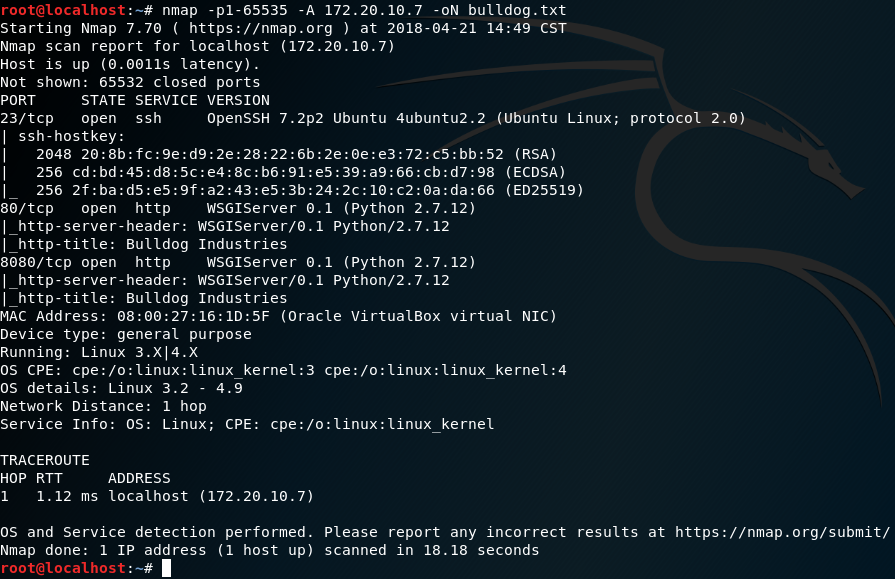 root@localhost:~# nmap -p1-65535 -A 172.20.10.7 -oN bulldog.txt
Starting Nmap 7.70 ( https://nmap.org ) at 2018-04-21 14:49 CST
Nmap scan report for localhost (172.20.10.7)
Host is up (0.0011s latency).
Not shown: 65532 closed ports
PORT     STATE SERVICE VERSION
23/tcp   open  ssh     OpenSSH 7.2p2 Ubuntu 4ubuntu2.2 (Ubuntu Linux; protocol 2.0)
| ssh-hostkey:
|   2048 20:8b:fc:9e:d9:2e:28:22:6b:2e:0e:e3:72:c5:bb:52 (RSA)
|   256 cd:bd:45:d8:5c:e4:8c:b6:91:e5:39:a9:66:cb:d7:98 (ECDSA)
|_  256 2f:ba:d5:e5:9f:a2:43:e5:3b:24:2c:10:c2:0a:da:66 (ED25519)
80/tcp   open  http    WSGIServer 0.1 (Python 2.7.12)
|_http-server-header: WSGIServer/0.1 Python/2.7.12
|_http-title: Bulldog Industries
8080/tcp open  http    WSGIServer 0.1 (Python 2.7.12)
|_http-server-header: WSGIServer/0.1 Python/2.7.12
|_http-title: Bulldog Industries
MAC Address: 08:00:27:16:1D:5F (Oracle VirtualBox virtual NIC)
Device type: general purpose
Running: Linux 3.X|4.X
OS CPE: cpe:/o:linux:linux_kernel:3 cpe:/o:linux:linux_kernel:4
OS details: Linux 3.2 - 4.9
Network Distance: 1 hop
Service Info: OS: Linux; CPE: cpe:/o:linux:linux_kernel

TRACEROUTE
HOP RTT     ADDRESS
1   1.12 ms localhost (172.20.10.7)

OS and Service detection performed. Please report any incorrect results at https://nmap.org/submit/
Nmap done: 1 IP address (1 host up) scanned in 18.18 seconds
root@localhost:~#